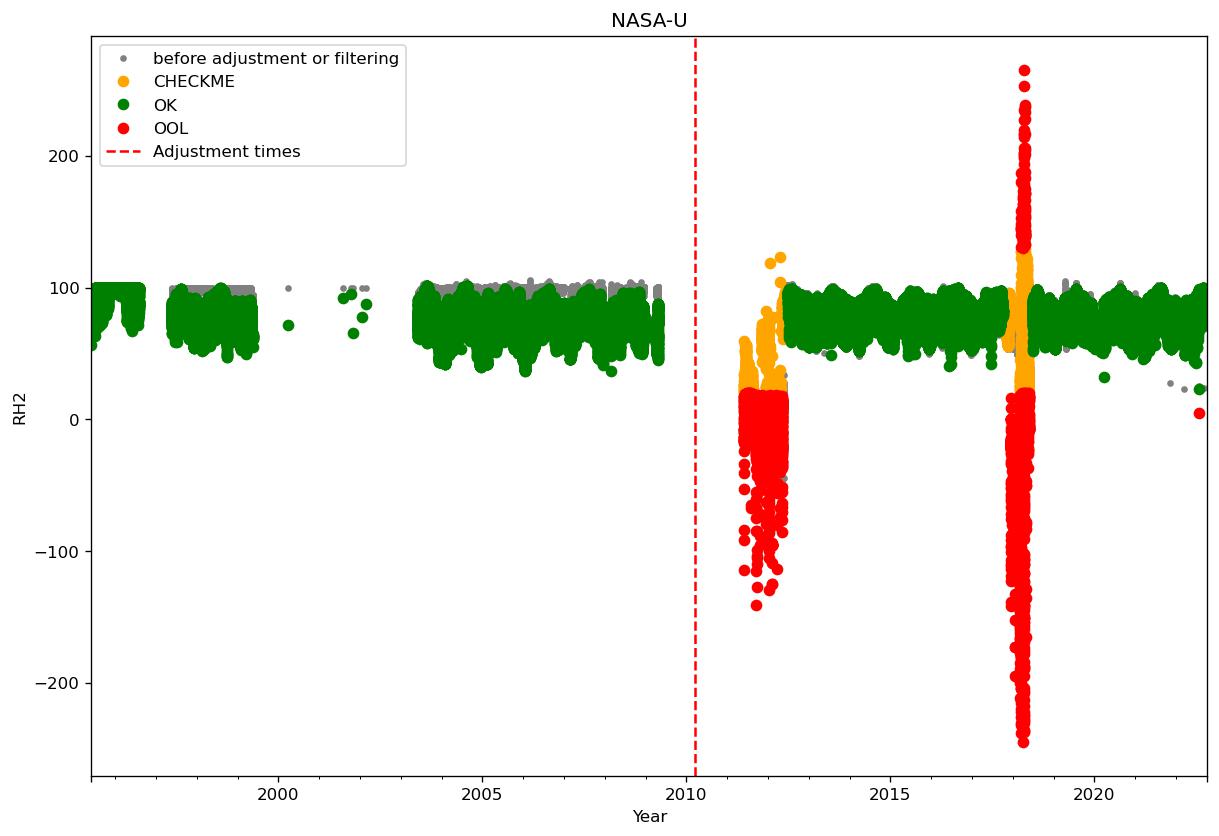 NASA-U
before adjustment or filtering
CHECKME
OK
OOL
Adjustment times
200
100
0
−100
−200
RH2
2000
2005
2010
2015
2020
Year